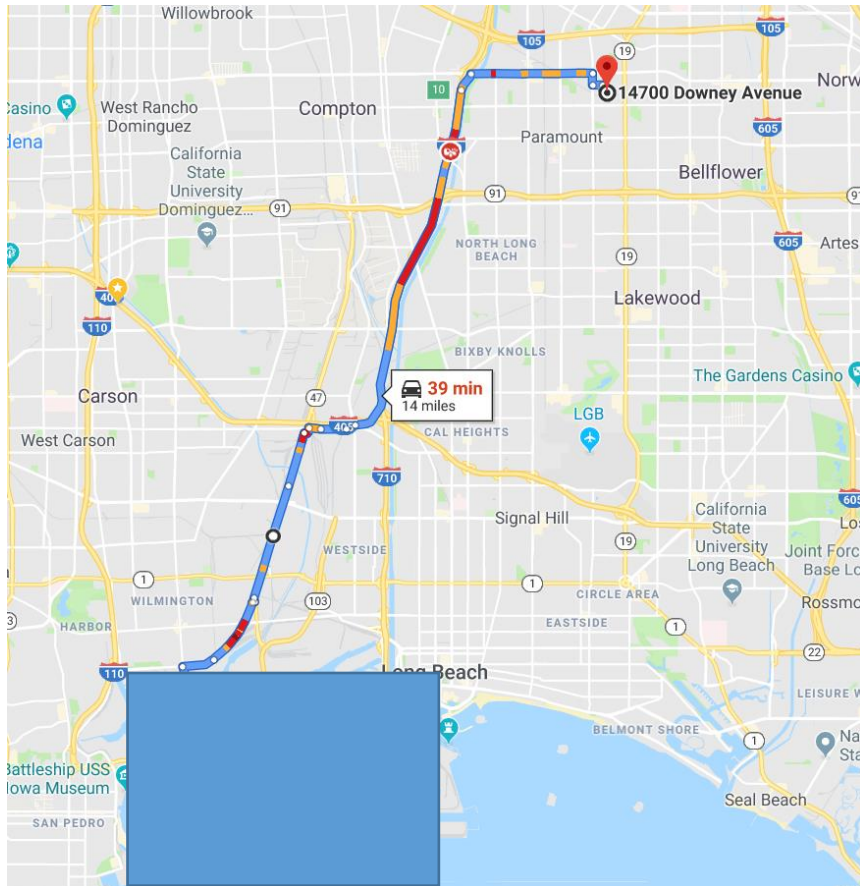 Willowbrook
105
105
19
Casino
West Rancho
Dominguez
Compton
10
14700 Downey Avenue
Norw
dena
Paramount
605
California
State
University
Dominguez...
Bellflower
91
91
91
605
Artes
NORTH LONG
BEACH
19
40
110
Lakewood
BIXBY KNOLLS
39 min
14 miles
The Gardens Casino
Carson
47
LGB
405
CAL HEIGHTS
West Carson
710
605
California
State
University
Long Beach
Los
Signal Hill
19
Joint Forc
Base Lo
WESTSIDE
1
1
CIRCLE AREA
WILMINGTON
103
Rossmo
HARBOR
EASTSIDE
1
22
110
Long Beach
LEISURE W
BELMONT SHORE
1
Na
Sta
Battleship USS
Iowa Museum
Seal Beach
SAN PEDRO